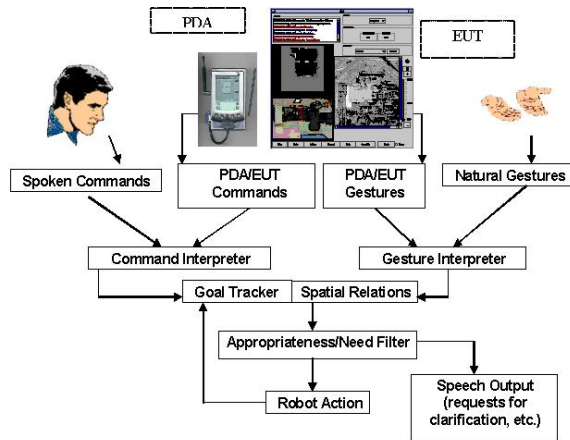 PDA
EUT
Spoken Commands
PDA/EUT
Commands
PDA/EUT
Gestures
Natural Gestures
Command Interpreter
Gesture Interpreter
Goal Tracker
Spatial Relations
Appropriateness/Need Filter
Robot Action
Speech Output
(requests for
clarification, etc.)